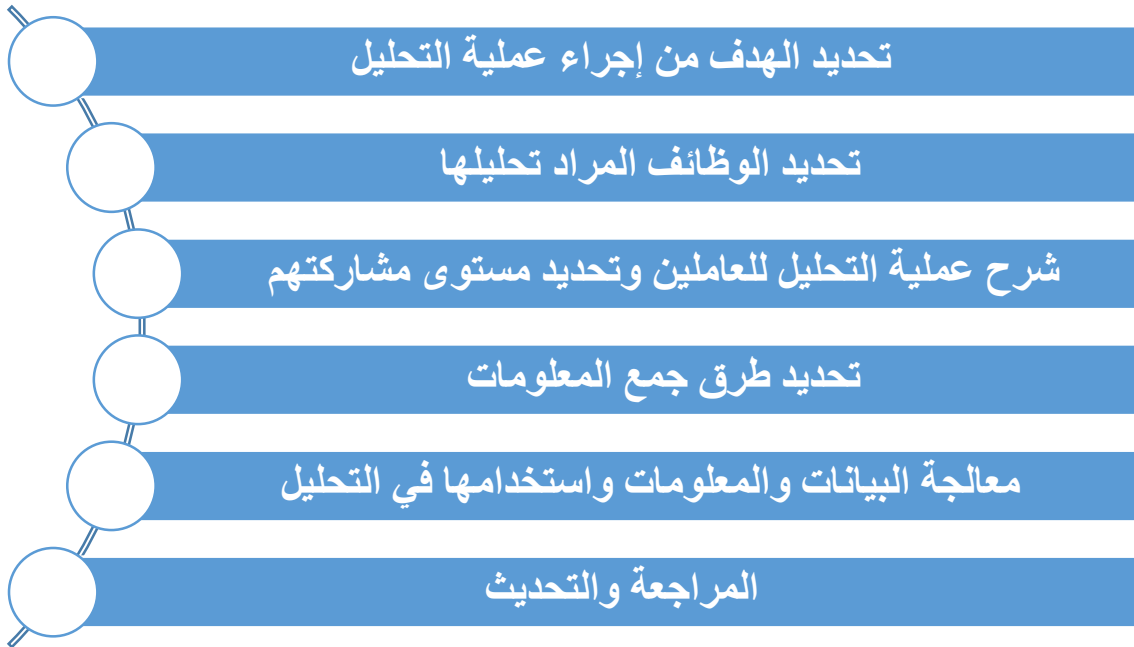 تحديد الهدف من إجراء عملية التحليل
تحديد الوظائف المراد تحليلها
شرح عملية التحليل للعاملين وتحديد مستوى مشاركتهم
تحديد طرق جمع المعلومات
معالجة البيانات والمعلومات واستخدامها في التحليل
المراجعة والتحديث